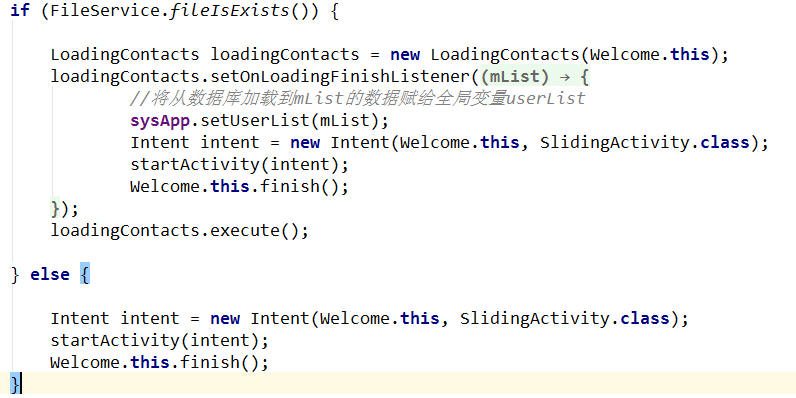 if (FileService.fileIsExists()) {
LoadingContacts loadingContacts = new LoadingContacts(Welcome.this);
loadingContacts.setOnLoadingFinishListener((mList) → {
//将从数据库加载到mList的数据赋给全局变量userList
sysApp.setUserList(mList);
Intent intent = new Intent(Welcome.this, SlidingActivity.class);
startActivity(intent);
Welcome.this.finish();
});
loadingContacts.execute();
} else {
Intent intent = new Intent(Welcome.this, SlidingActivity.class);
startActivity(intent);
Welcome.this.finish();
}